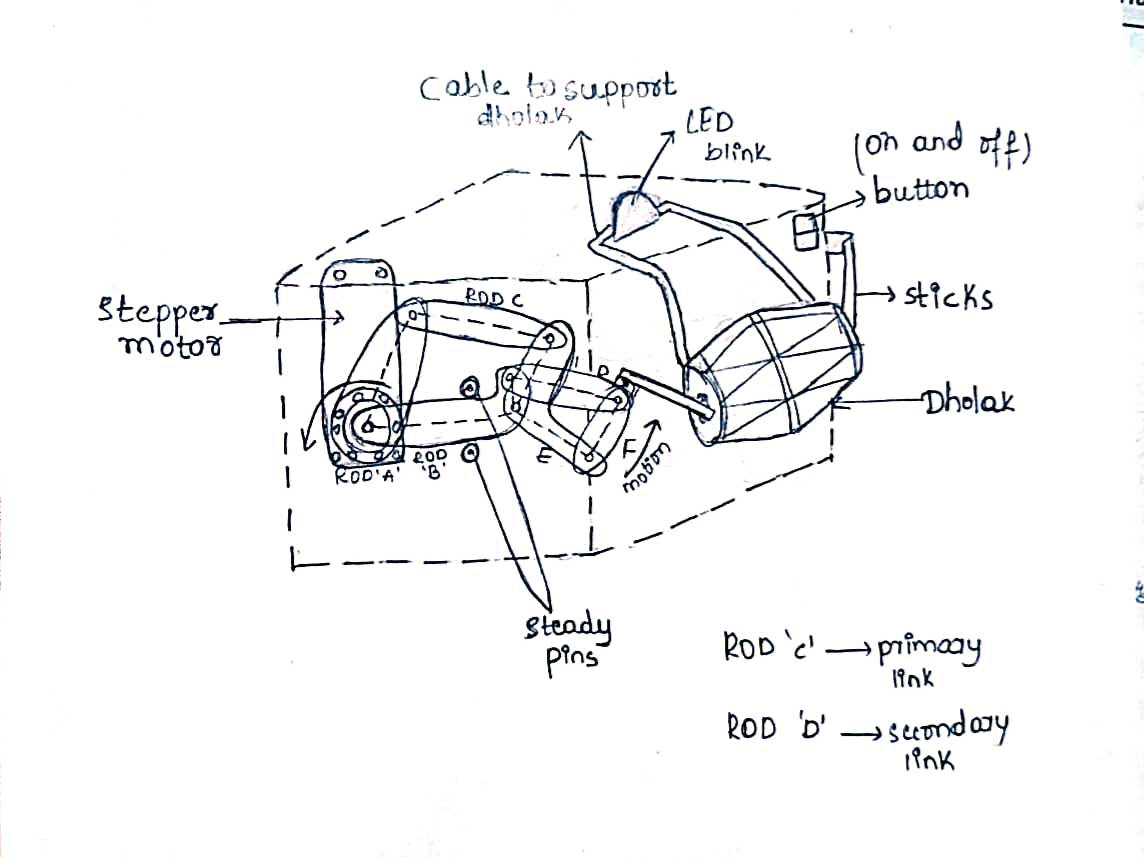 Cable to support
dholak
LED
blink
(on and off)
button
ROD C
Stepper
motor
sticks
D
Dholak
B
E
F
motion
ROD 'A'
ROD
'B'
Steady
pins
ROD 'C' → primary
link
ROD 'D' → secondary
link